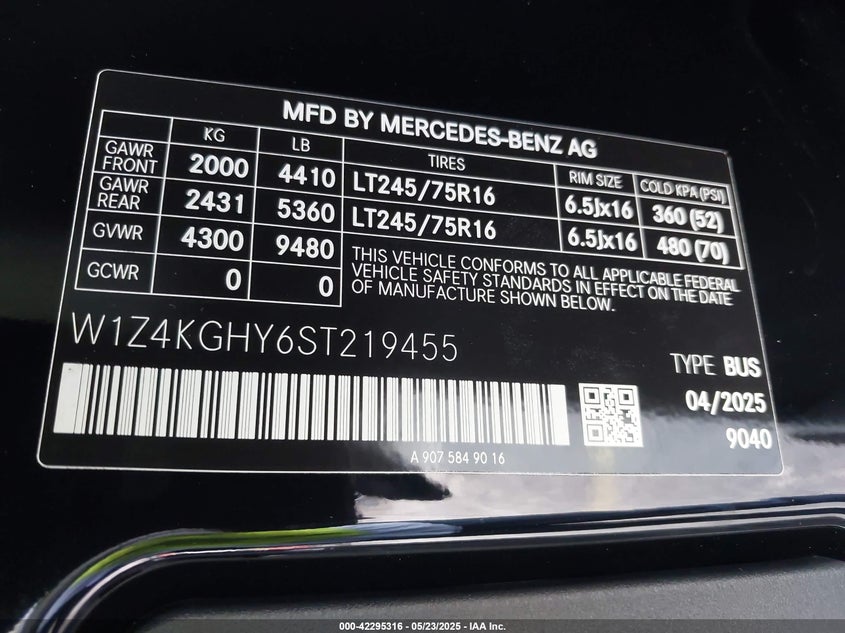 MFD BY MERCEDES-BENZ AG
KG LB TIRES RIM SIZE COLD KPA (PSI)
GAWR FRONT 2000 4410 LT245/75R16 6.5Jx16 360 (52)
GAWR REAR 2431 5360 LT245/75R16 6.5Jx16 480 (70)
GVWR 4300 9480
GCWR 0 0
THIS VEHICLE CONFORMS TO ALL APPLICABLE FEDERAL
VEHICLE SAFETY STANDARDS IN EFFECT ON THE DATE
OF MANUFACTURE SHOWN BELOW.
W1Z4KGHY6ST219455
TYPE BUS
04/2025
9040
A 907 584 90 16
000-42295316 - 05/23/2025 - IAA Inc.